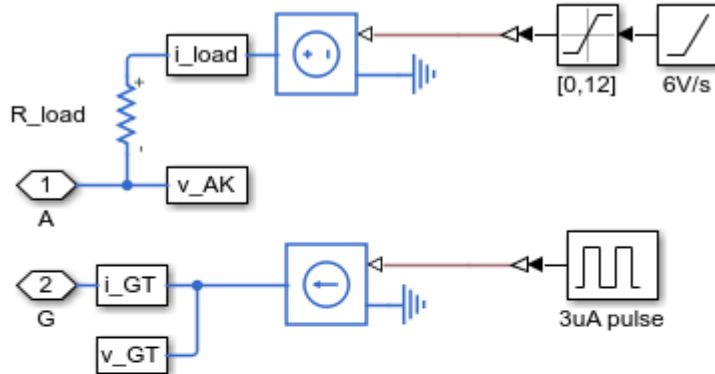 i_load
[0,12]
6V/s
R_load
1
A
v_AK
2
G
i_GT
v_GT
3uA pulse